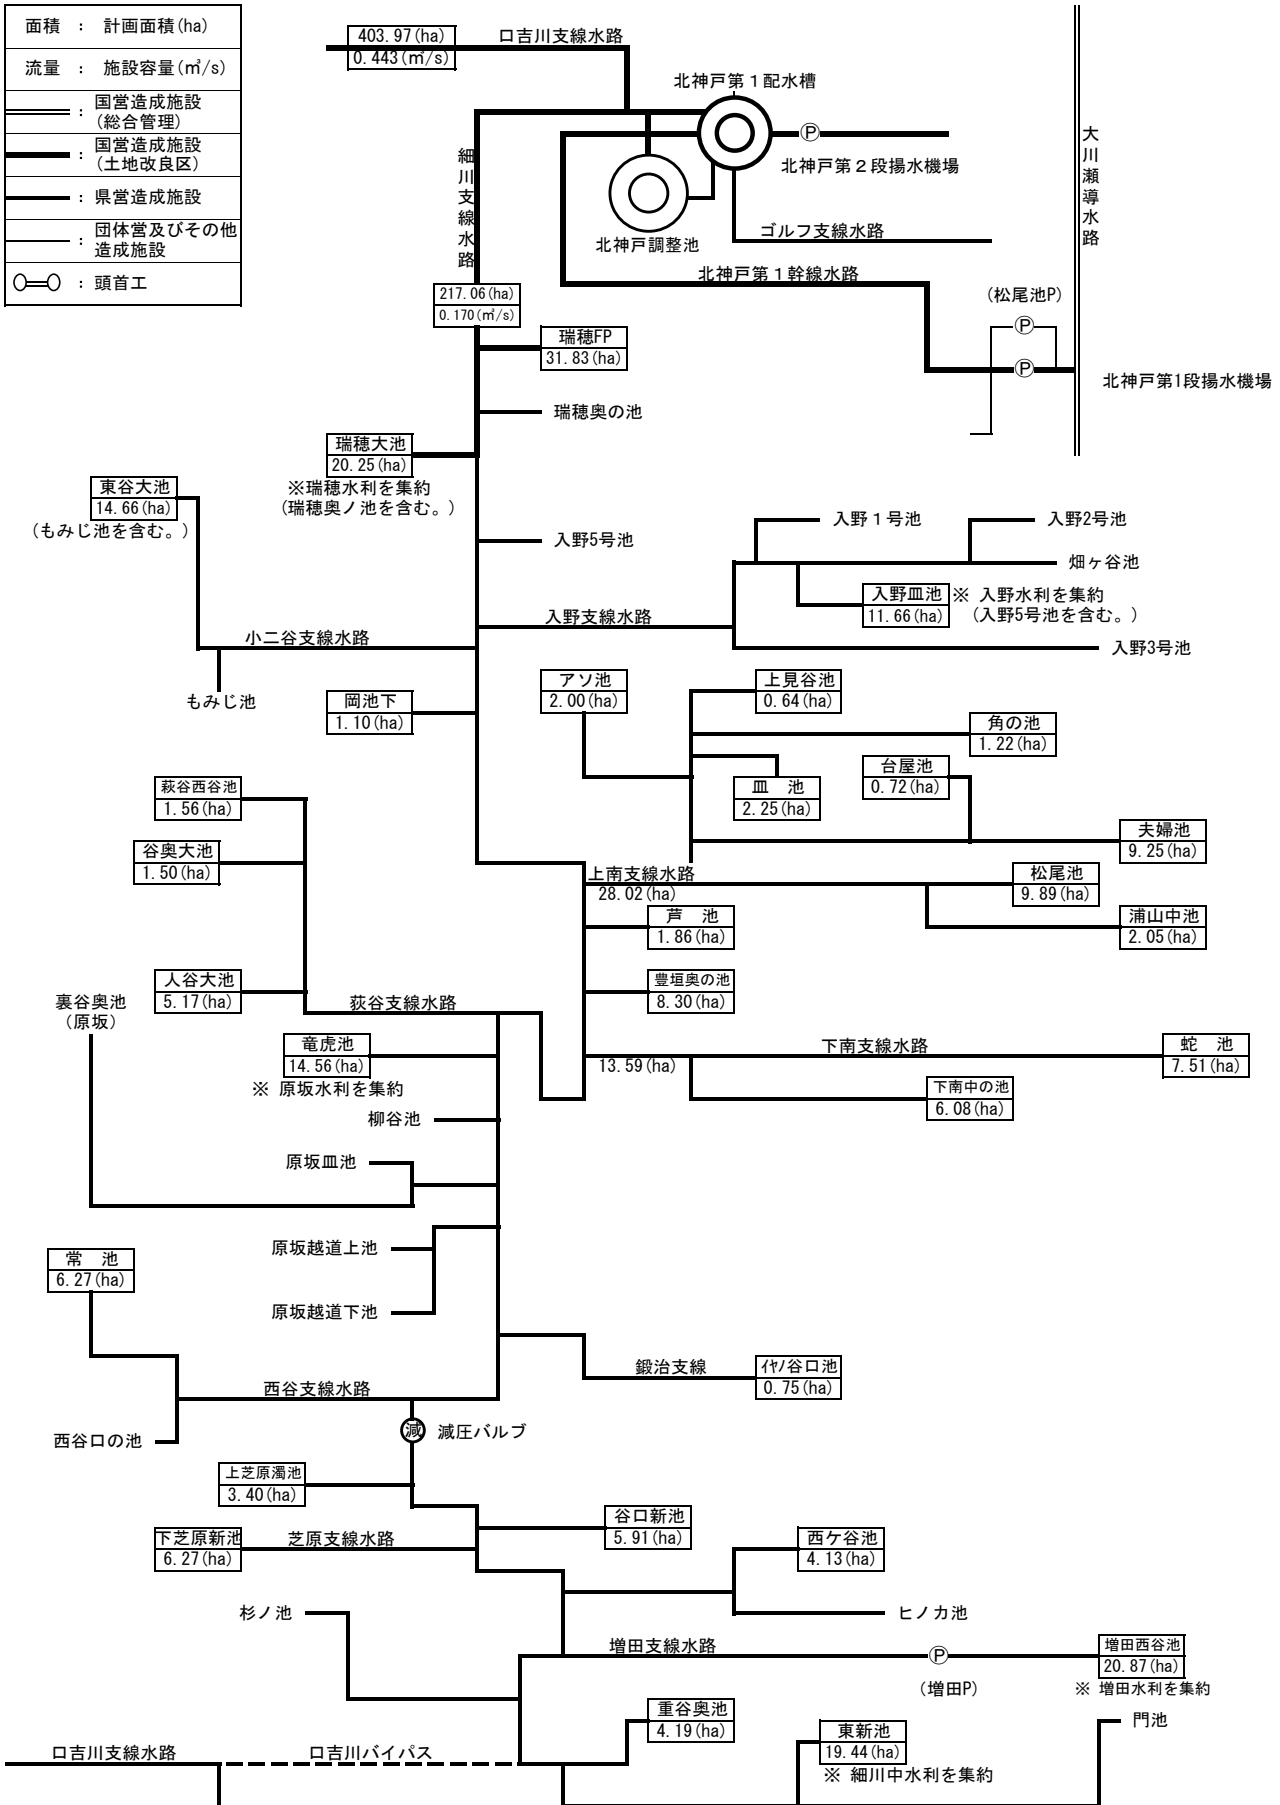 面積 : 計画面積(ha)
流量 : 施設容量(㎥/s)
: 国営造成施設
(総合管理)
: 国営造成施設
(土地改良区)
: 県営造成施設
: 団体営及びその他
造成施設
: 頭首工
403.97(ha)
0.443(㎥/s)
口吉川支線水路
北神戸第1配水槽
P
北神戸第2段揚水機場
大川瀬導水路
細川支線水路
北神戸調整池
ゴルフ支線水路
北神戸第1幹線水路
(松尾池P)
P
P
北神戸第1段揚水機場
217.06(ha)
0.170(㎥/s)
瑞穂FP
31.83(ha)
瑞穂奥の池
瑞穂大池
20.25(ha)
※瑞穂水利を集約
(瑞穂奥ノ池を含む。)
東谷大池
14.66(ha)
(もみじ池を含む。)
入野5号池
入野1号池
入野2号池
畑ヶ谷池
入野皿池
11.66(ha)
※ 入野水利を集約
(入野5号池を含む。)
入野支線水路
入野3号池
小二谷支線水路
もみじ池
岡池下
1.10(ha)
アソ池
2.00(ha)
上見谷池
0.64(ha)
角の池
1.22(ha)
皿 池
2.25(ha)
台屋池
0.72(ha)
夫婦池
9.25(ha)
萩谷西谷池
1.56(ha)
谷奥大池
1.50(ha)
上南支線水路
28.02(ha)
松尾池
9.89(ha)
芦 池
1.86(ha)
浦山中池
2.05(ha)
人谷大池
5.17(ha)
豊垣奥の池
8.30(ha)
裏谷奥池
(原坂)
荻谷支線水路
竜虎池
14.56(ha)
※ 原坂水利を集約
13.59(ha)
下南支線水路
蛇 池
7.51(ha)
下南中の池
6.08(ha)
柳谷池
原坂皿池
原坂越道上池
原坂越道下池
常 池
6.27(ha)
鍛治支線
イヤノ谷口池
0.75(ha)
西谷支線水路
西谷口の池
減
減圧バルブ
上芝原濁池
3.40(ha)
谷口新池
5.91(ha)
下芝原新池
6.27(ha)
芝原支線水路
西ケ谷池
4.13(ha)
杉ノ池
ヒノカ池
増田支線水路
P
(増田P)
増田西谷池
20.87(ha)
※ 増田水利を集約
重谷奥池
4.19(ha)
東新池
19.44(ha)
※ 細川中水利を集約
門池
口吉川支線水路
口吉川バイパス